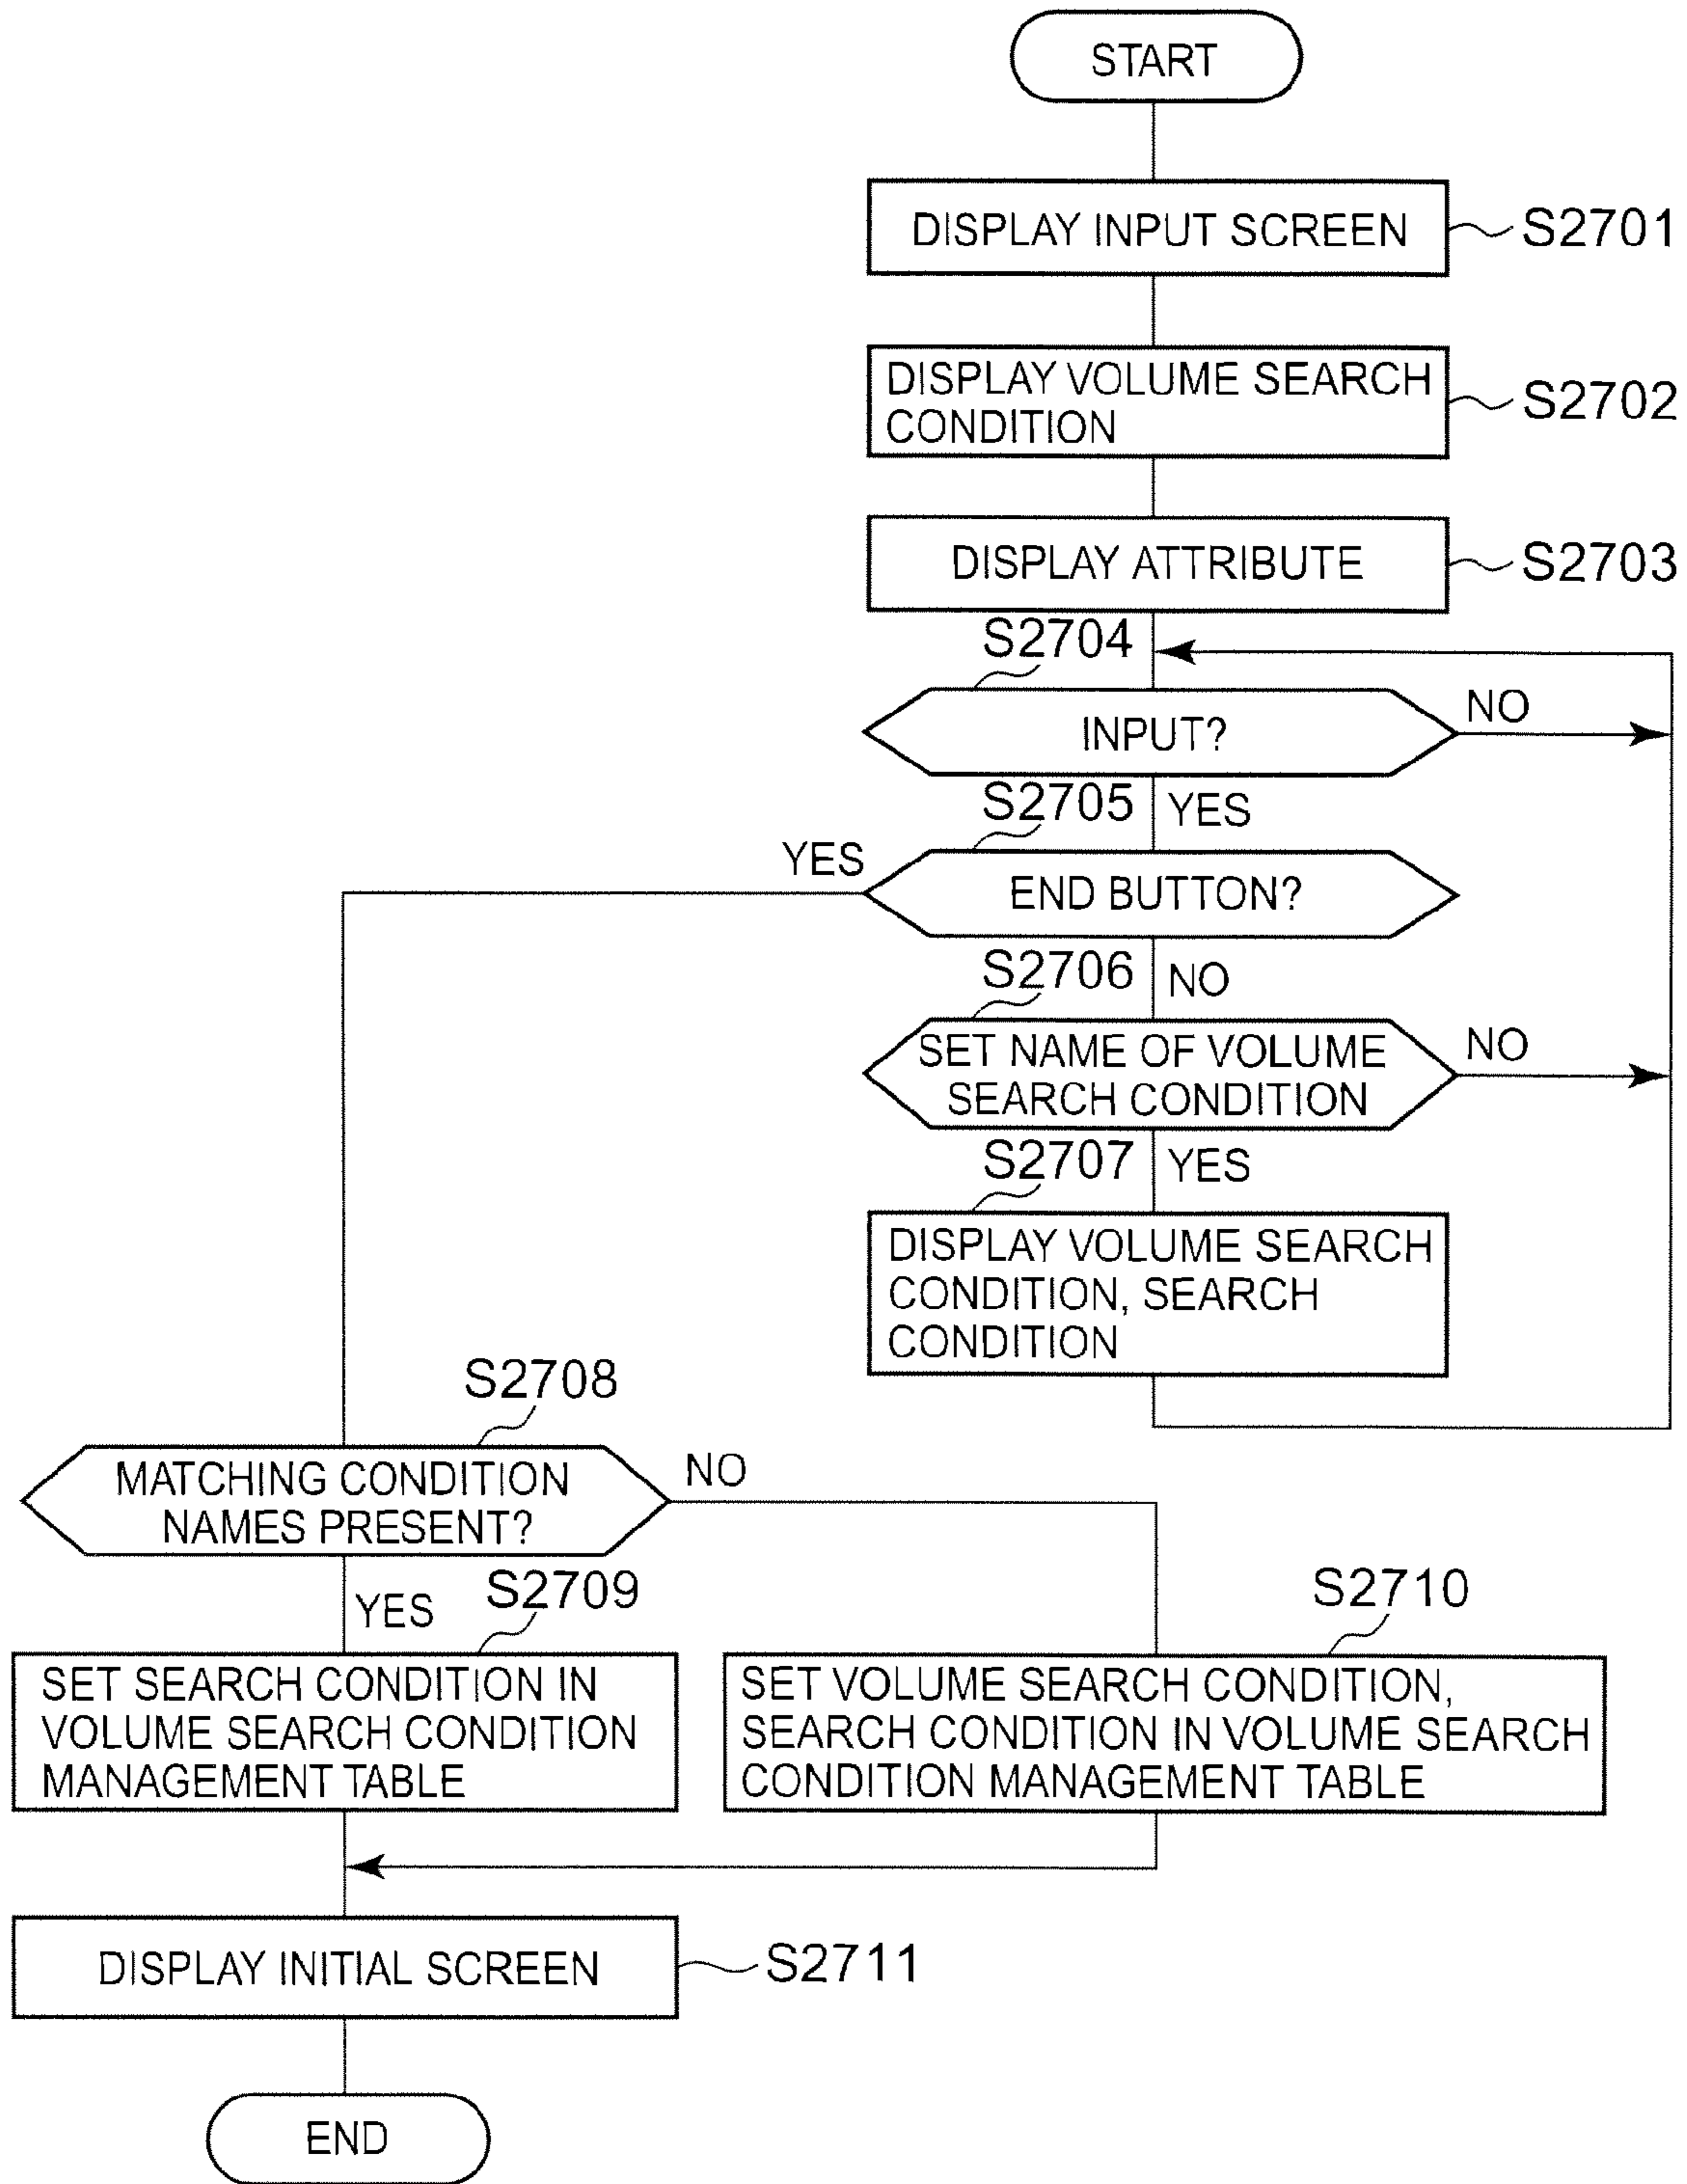 START
DISPLAY INPUT SCREEN
S2701
DISPLAY VOLUME SEARCH
CONDITION
S2702
DISPLAY ATTRIBUTE
S2703
S2704
INPUT?
NO
S2705
YES
YES
END BUTTON?
S2706
NO
SET NAME OF VOLUME
SEARCH CONDITION
NO
S2707
YES
DISPLAY VOLUME SEARCH
CONDITION, SEARCH
CONDITION
S2708
MATCHING CONDITION
NAMES PRESENT?
NO
YES
S2709
S2710
SET SEARCH CONDITION IN
VOLUME SEARCH CONDITION
MANAGEMENT TABLE
SET VOLUME SEARCH CONDITION,
SEARCH CONDITION IN VOLUME SEARCH
CONDITION MANAGEMENT TABLE
DISPLAY INITIAL SCREEN
S2711
END